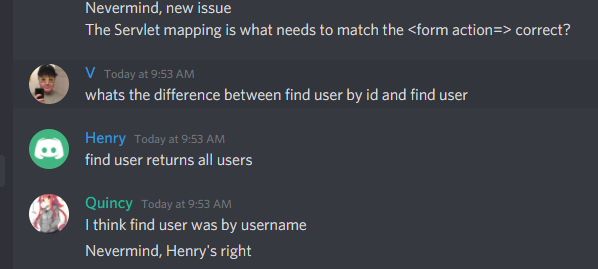 Nevermind, new issue
The Servlet mapping is what needs to match the <form action=> correct?
V Today at 9:53 AM
whats the difference between find user by id and find user
Henry Today at 9:53 AM
find user returns all users
Quincy Today at 9:53 AM
I think find user was by username
Nevermind, Henry's right